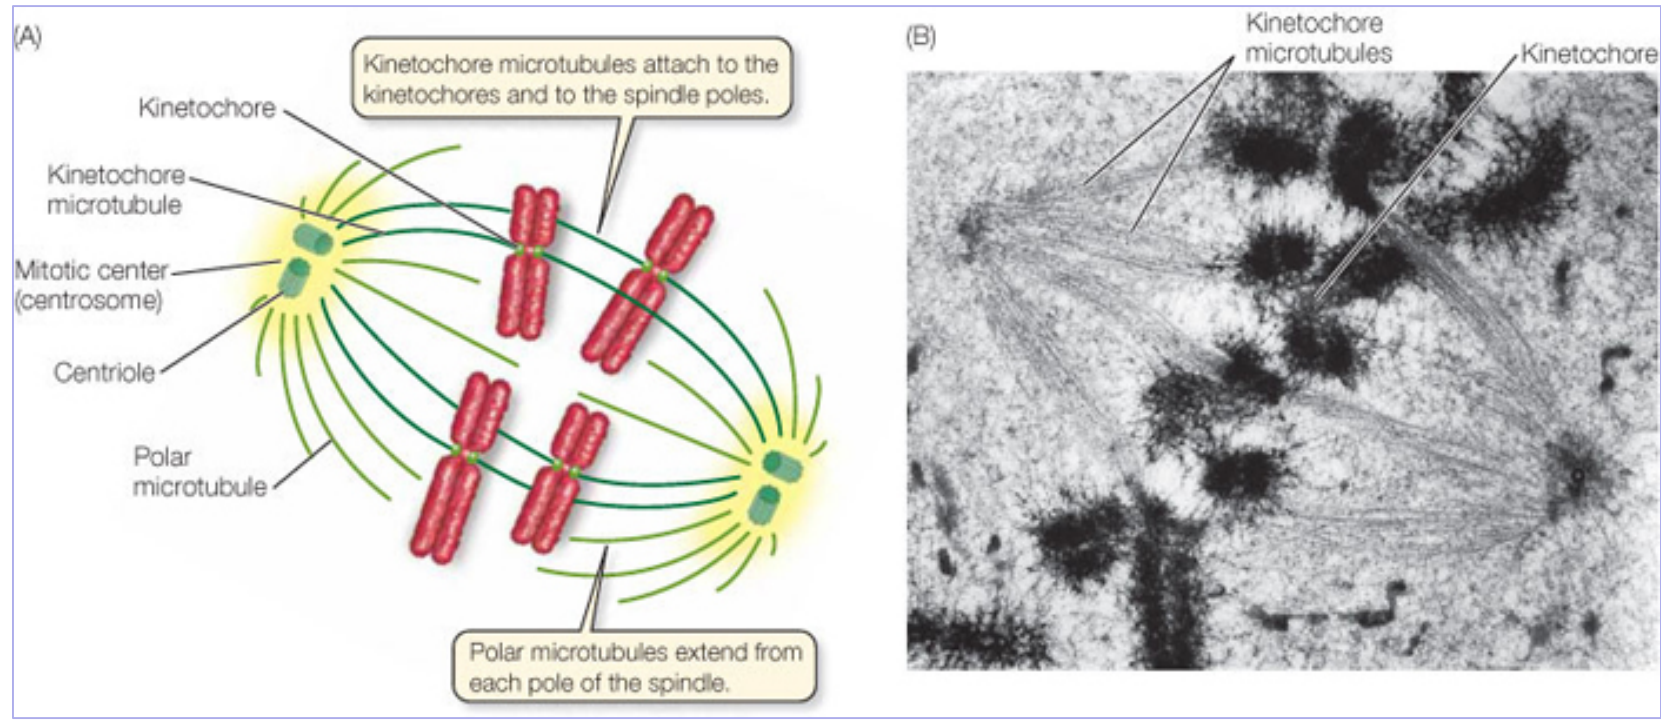 (A)
Kinetochore microtubules attach to the
kinetochores and to the spindle poles.
Kinetochore
Kinetochore
microtubule
Mitotic center
(centrosome)
Centriole
Polar
microtubule
Polar microtubules extend from
each pole of the spindle.
(B)
Kinetochore
microtubules
Kinetochore